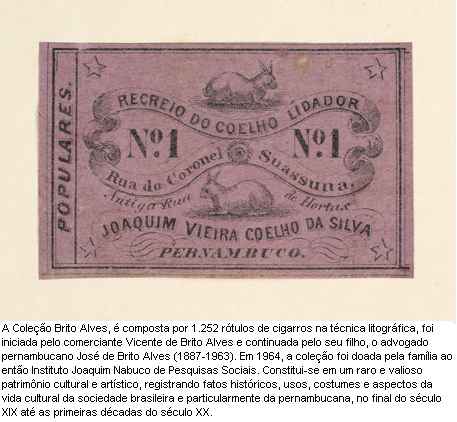 POPULARES.
RECREIO DO COELHO LIDADOR
Nº.1 Nº.1
Rua do Coronel Suassuna,
Antiga Rua de Hortas
JOAQUIM VIEIRA COELHO DA SILVA
PERNAMBUCO.
A Coleção Brito Alves, é composta por 1.252 rótulos de cigarros na técnica litográfica, foi
iniciada pelo comerciante Vicente de Brito Alves e continuada pelo seu filho, o advogado
pernambucano José de Brito Alves (1887-1963). Em 1964, a coleção foi doada pela família ao
então Instituto Joaquim Nabuco de Pesquisas Sociais. Constitui-se em um raro e valioso
patrimônio cultural e artístico, registrando fatos históricos, usos, costumes e aspectos da
vida cultural da sociedade brasileira e particularmente da pernambucana, no final do século
XIX até as primeiras décadas do século XX.